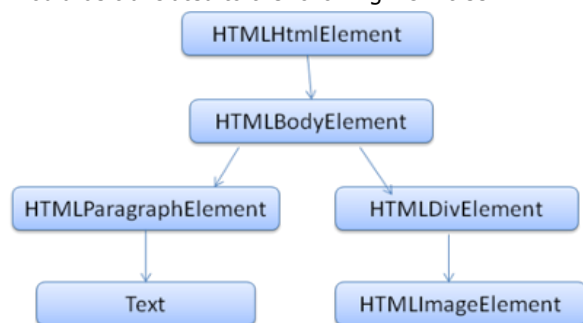 HTMLHtmlElement
HTMLBodyElement
HTMLParagraphElement
HTMLDivElement
Text
HTMLImageElement